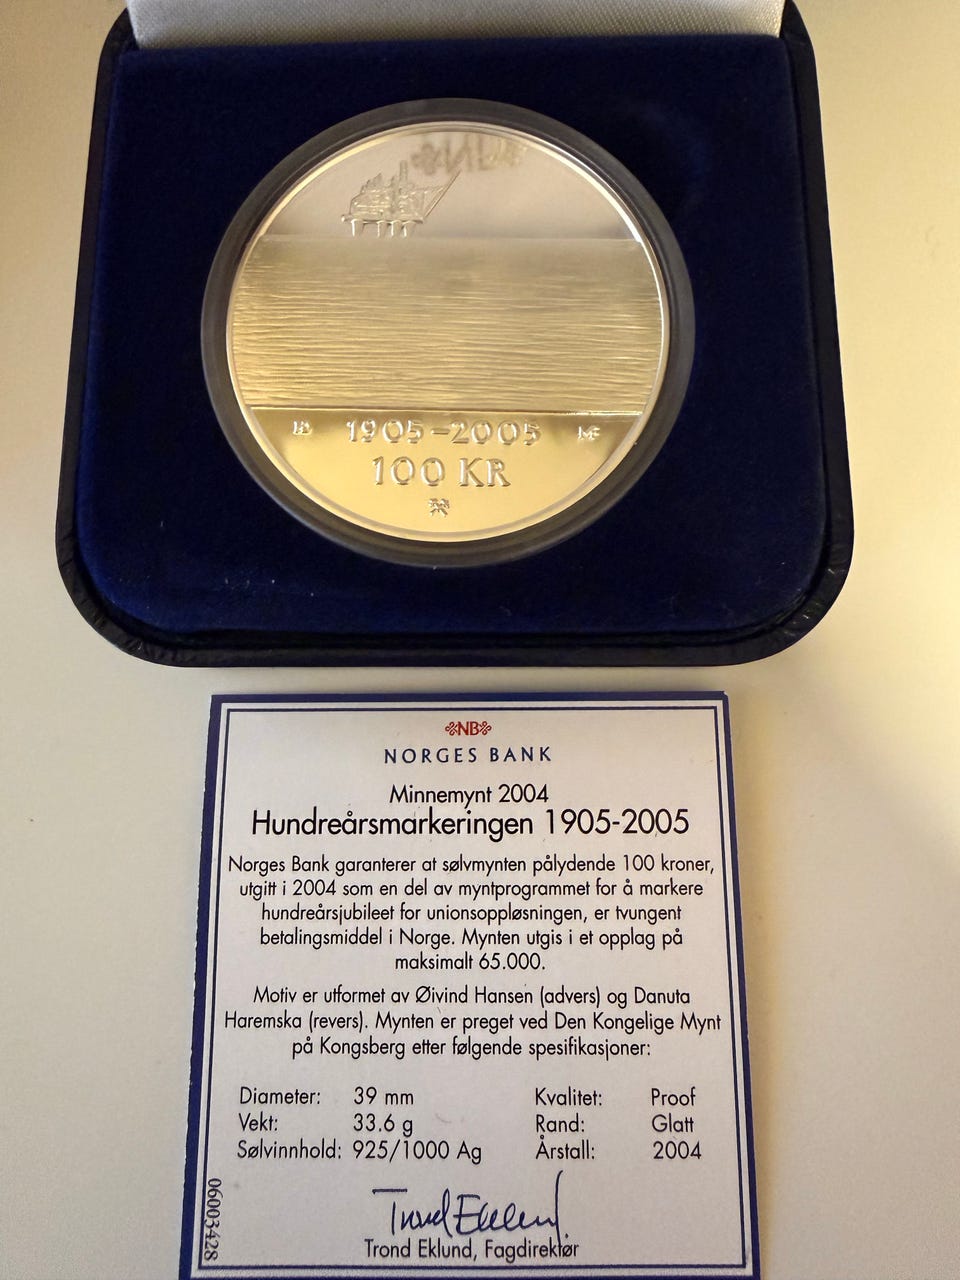 1905-2005
100 KR
NB
NORGES BANK
Minnemynt 2004
Hundreårsmarkeringen 1905-2005
Norges Bank garanterer at sølvmynten pålydende 100 kroner,
utgitt i 2004 som en del av myntprogrammet for å markere
hundreårsjubileet for unionsoppløsningen, er tvungent
betalingsmiddel i Norge. Mynten utgis i et opplag på
maksimalt 65.000.
Motiv er utformet av Øivind Hansen (advers) og Danuta
Haremska (revers). Mynten er preget ved Den Kongelige Mynt
på Kongsberg etter følgende spesifikasjoner:
Diameter: 39 mm Kvalitet: Proof
Vekt: 33.6 g Rand: Glatt
Sølvinnhold: 925/1000 Ag Årstall: 2004
06003428
Trond Eklund
Trond Eklund, Fagdirektør